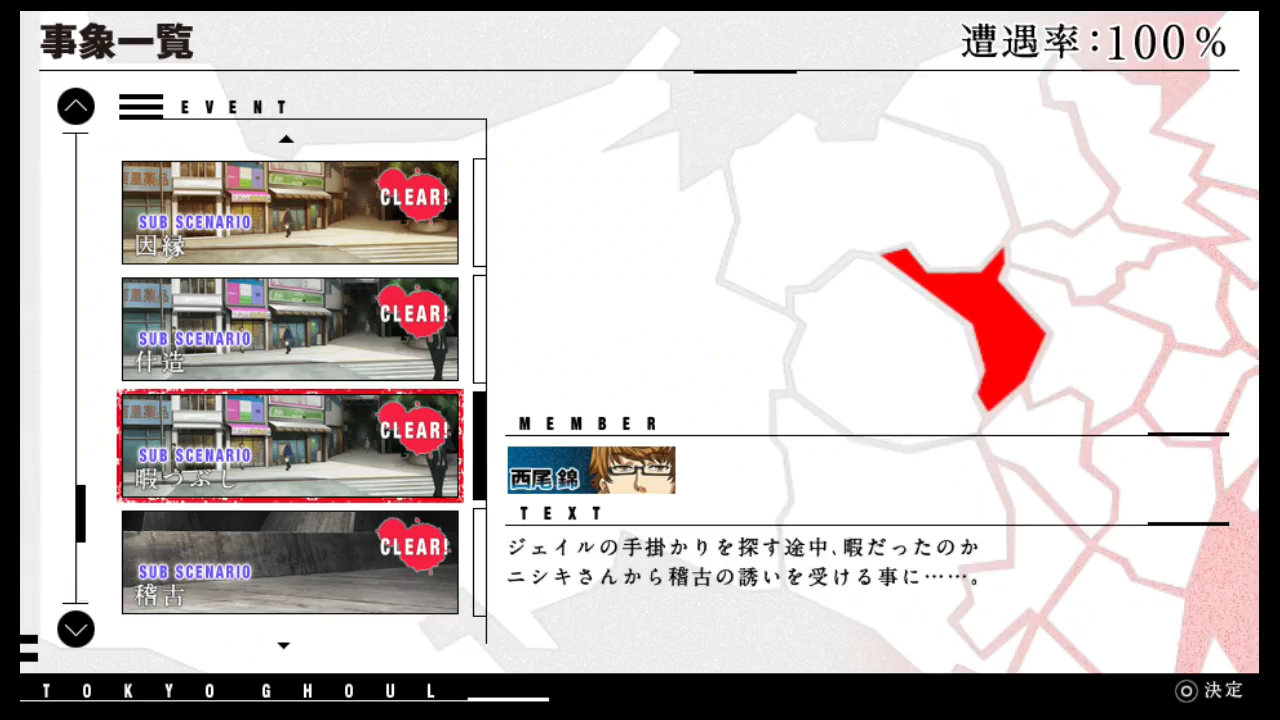 事象一覧
遭遇率:100%
EVENT
CLEAR!
SUB SCENARIO
因縁
CLEAR!
SUB SCENARIO
什造
CLEAR!
SUB SCENARIO
暇つぶし
CLEAR!
SUB SCENARIO
稽古
MEMBER
西尾 錦
TEXT
ジェイルの手掛かりを探す途中、暇だったのか
ニシキさんから稽古の誘いを受ける事に……。
TOKYO GHOUL
決定